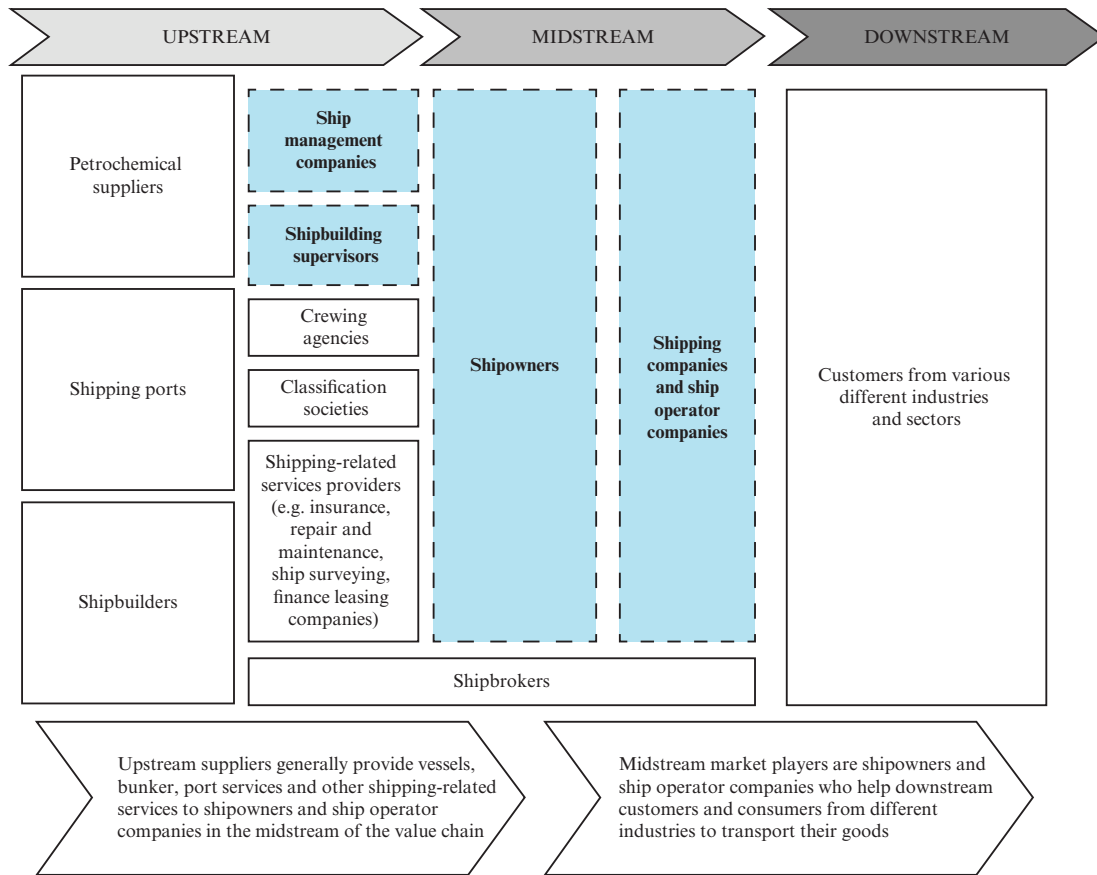 UPSTREAM
MIDSTREAM
DOWNSTREAM
Petrochemical
suppliers
Shipping ports
Shipbuilders
Ship
management
companies
Shipbuilding
supervisors
Crewing
agencies
Classification
societies
Shipping-related
services providers
(e.g. insurance,
repair and
maintenance,
ship surveying,
finance leasing
companies)
Shipowners
Shipping
companies
and ship
operator
companies
Shipbrokers
Customers from various
different industries
and sectors
Upstream suppliers generally provide vessels,
bunker, port services and other shipping-related
services to shipowners and ship operator
companies in the midstream of the value chain
Midstream market players are shipowners and
ship operator companies who help downstream
customers and consumers from different
industries to transport their goods